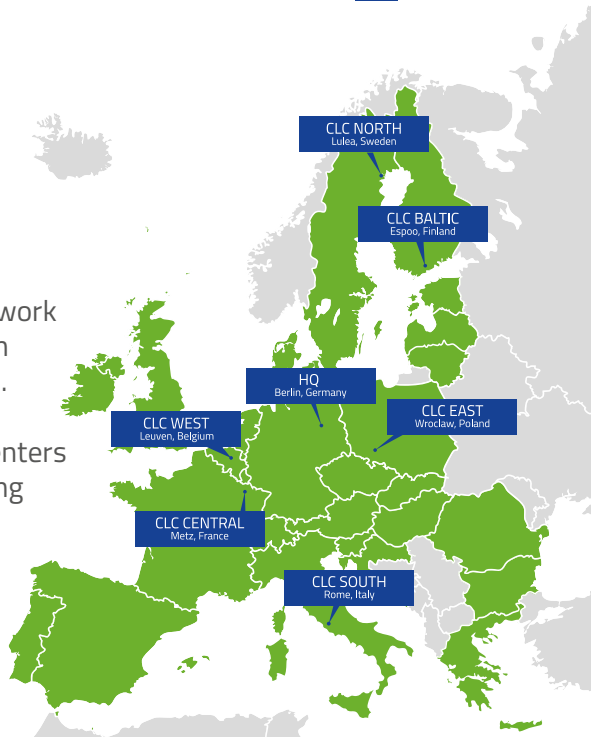 CLC NORTH
Lulea, Sweden
CLC BALTIC
Espoo, Finland
work
.
HQ
Berlin, Germany
CLC EAST
Wroclaw, Poland
CLC WEST
Leuven, Belgium
enters
ng
CLC CENTRAL
Metz, France
CLC SOUTH
Rome, Italy